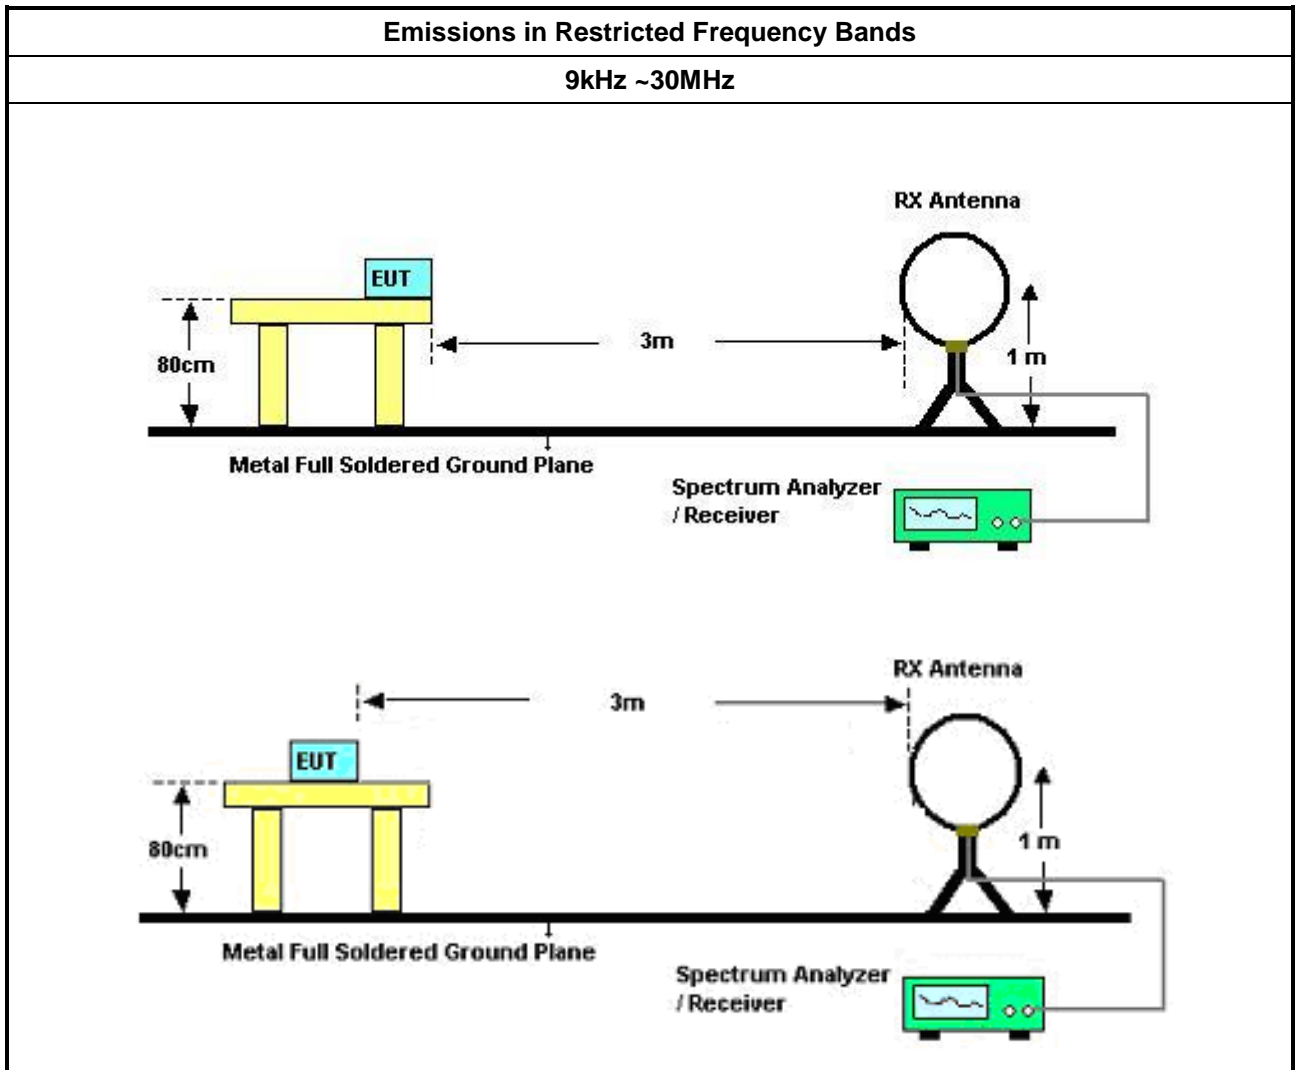 Emissions in Restricted Frequency Bands
9kHz ~30MHz
RX Antenna
EUT
3m
80cm
1 m
Metal Full Soldered Ground Plane
Spectrum Analyzer
/ Receiver
RX Antenna
3m
EUT
80cm
1 m
Metal Full Soldered Ground Plane
Spectrum Analyzer
/ Receiver